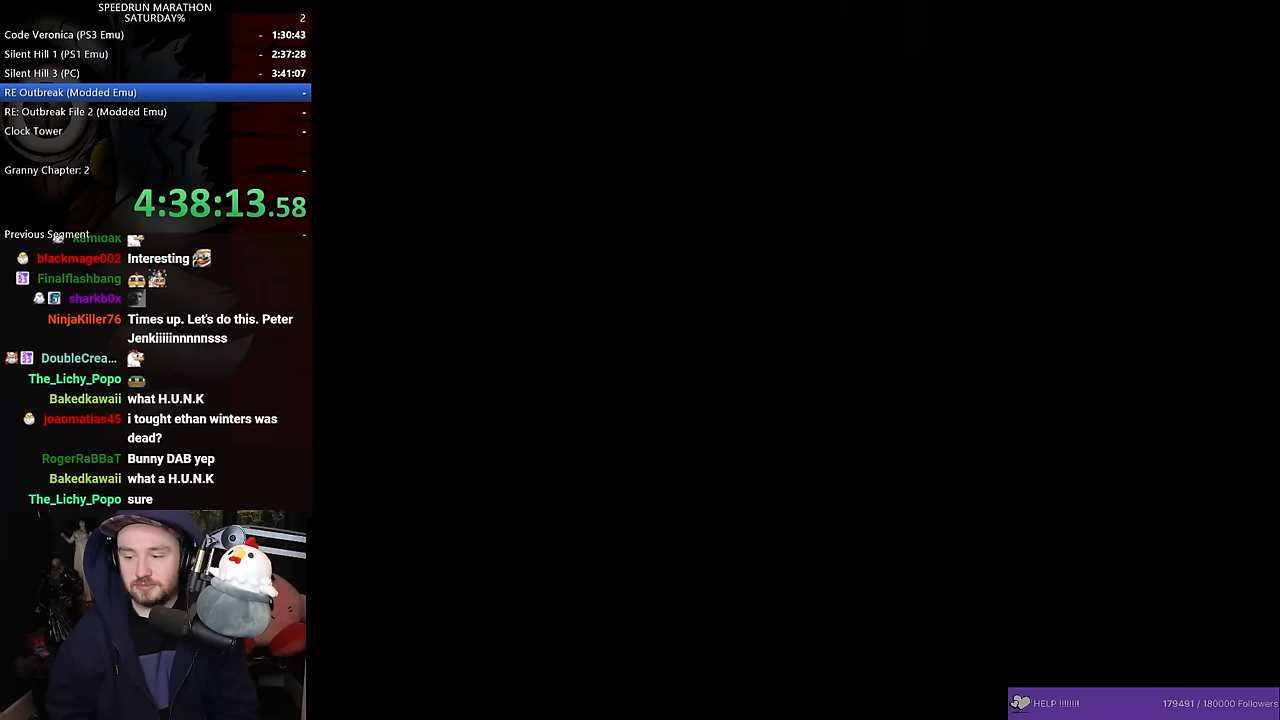 SPEEDRUN MARATHON
SATURDAY% 2
Code Veronica (PS3 Emu) - 1:30:43
Silent Hill 1 (PS1 Emu) - 2:37:28
Silent Hill 3 (PC) - 3:41:07
RE Outbreak (Modded Emu) -
RE: Outbreak File 2 (Modded Emu) -
Clock Tower -
Granny Chapter: 2 -
4:38:13.58
Previous Segment -
kamidak
blackmage002 Interesting
Finalflashbang
sharkb0x
NinjaKiller76 Times up. Let's do this. Peter
Jenkiiiiinnnnnsss
DoubleCrea...
The_Lichy_Popo
Bakedkawaii what H.U.N.K
joaomatias45 i tought ethan winters was
dead?
RogerRaBBaT Bunny DAB yep
Bakedkawaii what a H.U.N.K
The_Lichy_Popo sure
HELP !!!!!!! 179491 / 180000 Followers